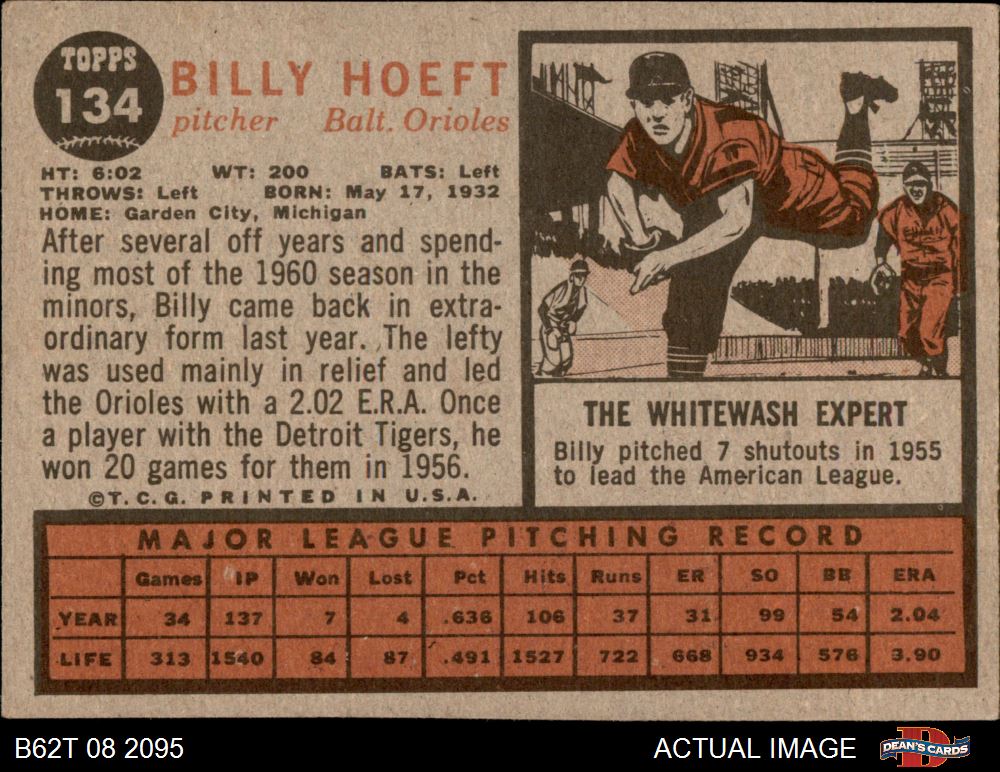 TOPPS
134
BILLY HOEFT
pitcher Balt. Orioles
HT: 6:02 WT: 200 BATS: Left
THROWS: Left BORN: May 17, 1932
HOME: Garden City, Michigan
After several off years and spend-
ing most of the 1960 season in the
minors, Billy came back in extra-
ordinary form last year. The lefty
was used mainly in relief and led
the Orioles with a 2.02 E.R.A. Once
a player with the Detroit Tigers, he
won 20 games for them in 1956.
©T.C.G. PRINTED IN U.S.A.
THE WHITEWASH EXPERT
Billy pitched 7 shutouts in 1955
to lead the American League.
MAJOR LEAGUE PITCHING RECORD
Games IP Won Lost Pct Hits Runs ER SO BB ERA
YEAR 34 137 7 4 .636 106 37 31 99 54 2.04
LIFE 313 1540 84 87 .491 1527 722 668 934 576 3.90
B62T 08 2095 ACTUAL IMAGE DEAN'S CARDS